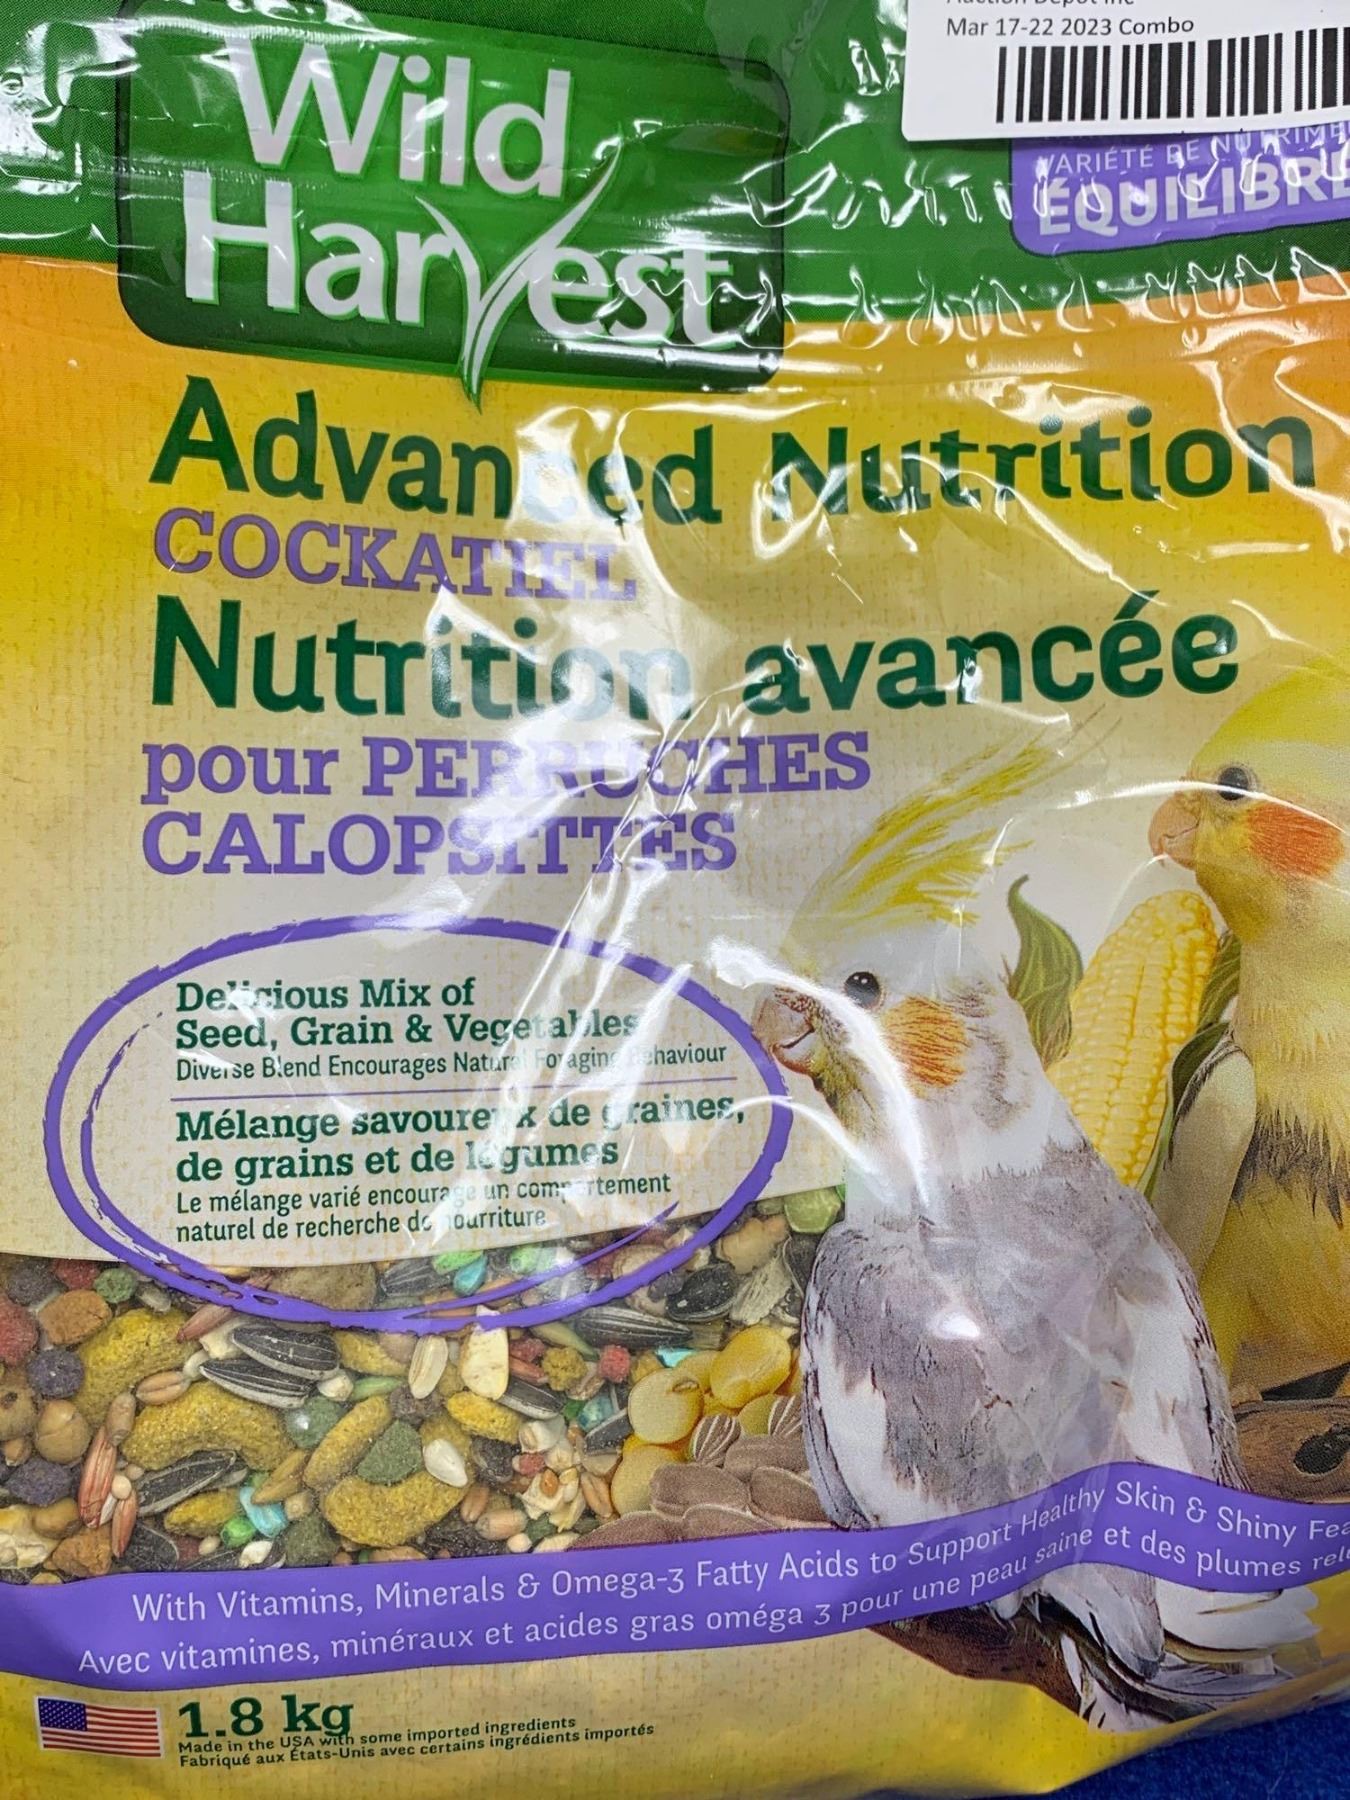 Mar 17-22 2023 Combo
VARIÉTÉ DE
ÉQUILIBRE
Wild
Harvest
Advanced Nutrition
COCKATIEL
Nutrition avancée
pour PERRUCHES
CALOPSITTES
Delicious Mix of
Seed, Grain & Vegetables
Diverse Blend Encourages Natural Foraging Behaviour
Mélange savoureux de graines,
de grains et de légumes
Le mélange varié encourage un comportement
naturel de recherche de nourriture
With Vitamins, Minerals & Omega-3 Fatty Acids to Support Healthy Skin & Shiny
Avec vitamines, minéraux et acides gras oméga 3 pour une peau saine et des plumes
1.8 kg
Made in the USA with some imported ingredients
Fabriqué aux États-Unis avec certains ingrédients importés